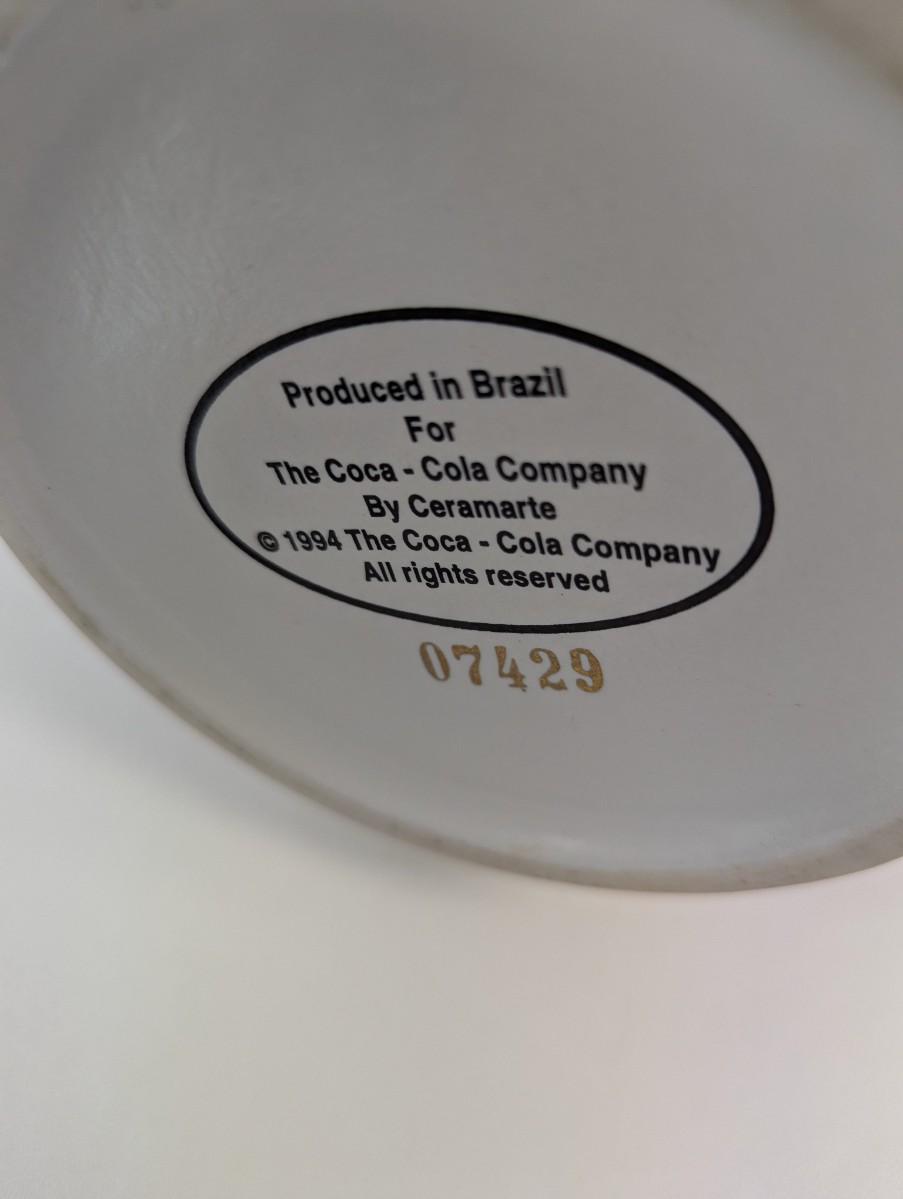 Produced in Brazil
For
The Coca - Cola Company
By Ceramarte
© 1994 The Coca - Cola Company
All rights reserved
07429